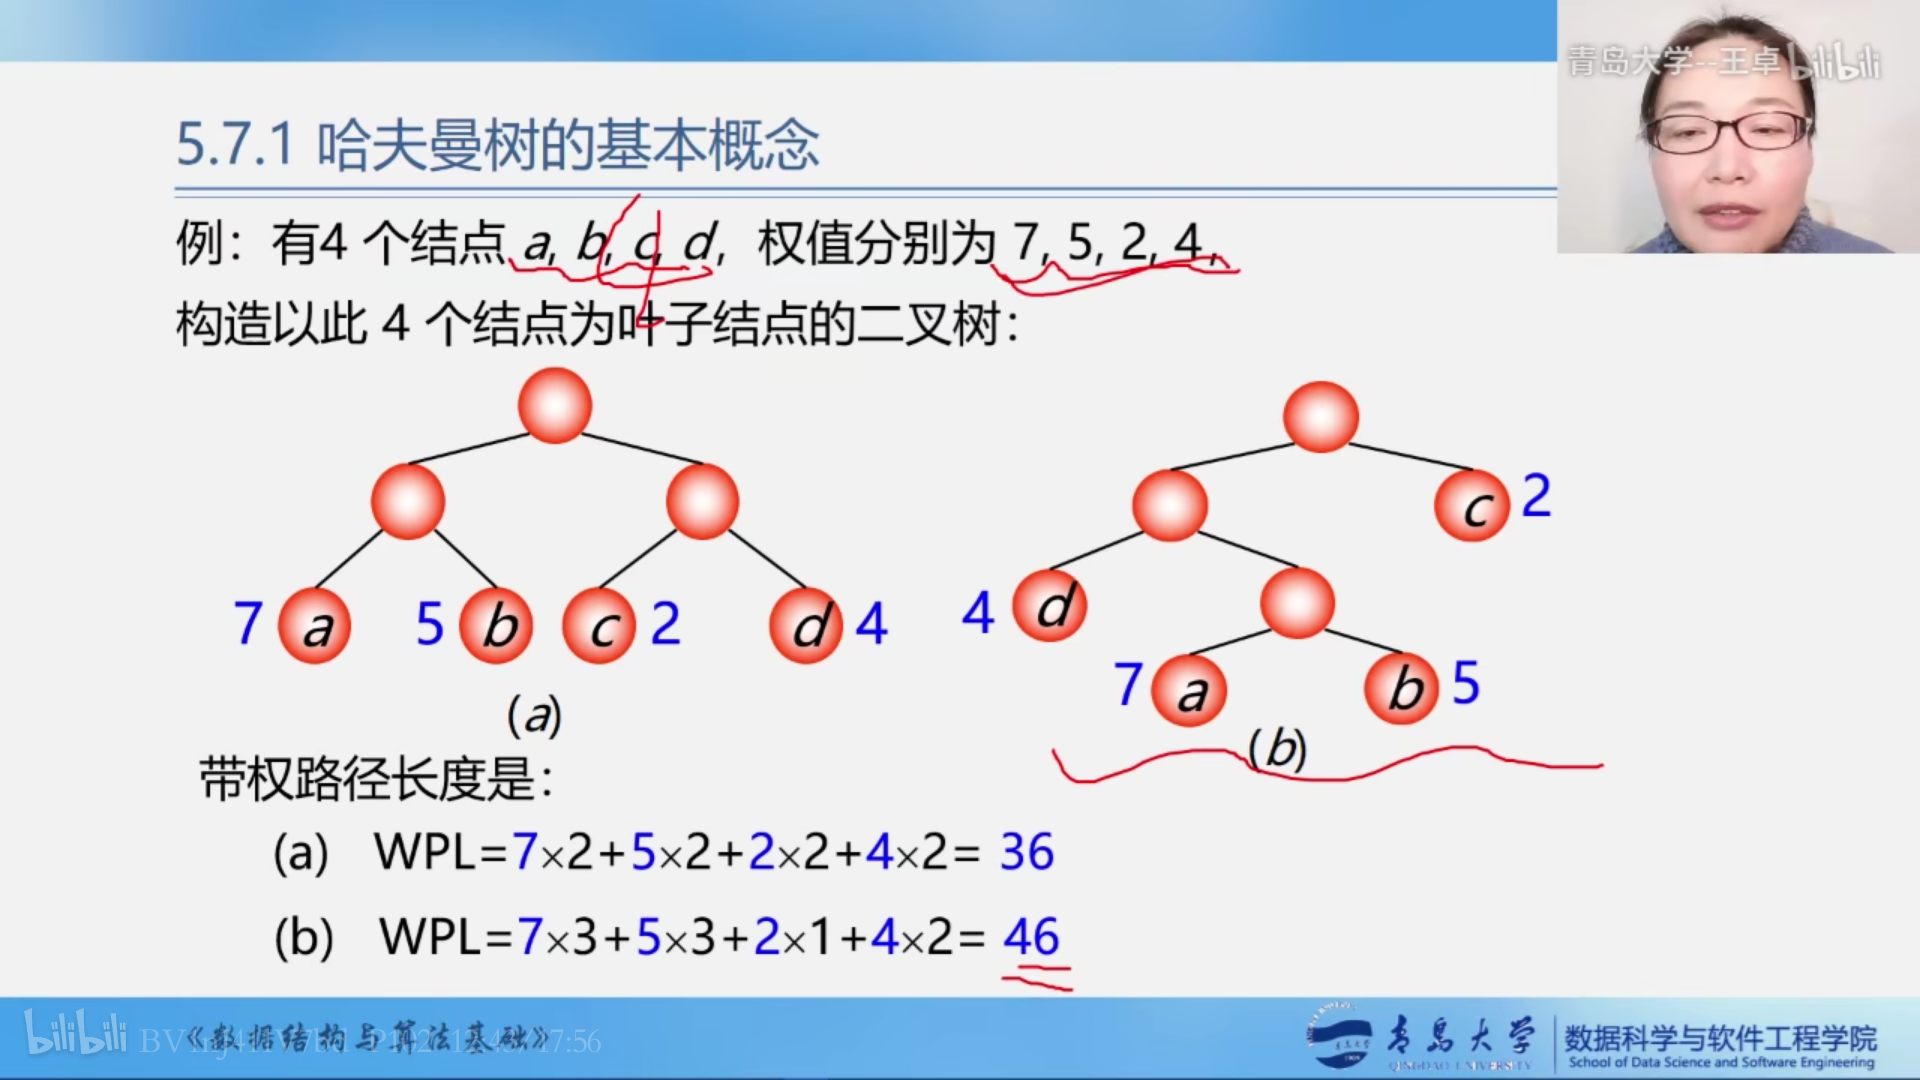 青岛大学--王卓 bilibili
5.7.1 哈夫曼树的基本概念
例：有4 个结点 a, b, c, d，权值分别为 7, 5, 2, 4，
构造以此 4 个结点为叶子结点的二叉树：
c 2
7 a 5 b c 2 d 4
4 d
7 a b 5
(a)
(b)
带权路径长度是：
(a) WPL=7×2+5×2+2×2+4×2= 36
(b) WPL=7×3+5×3+2×1+4×2= 46
bilibili
《数据结构与算法基础》
17:56
青岛大学
QINGDAO UNIVERSITY
数据科学与软件工程学院
School of Data Science and Software Engineering